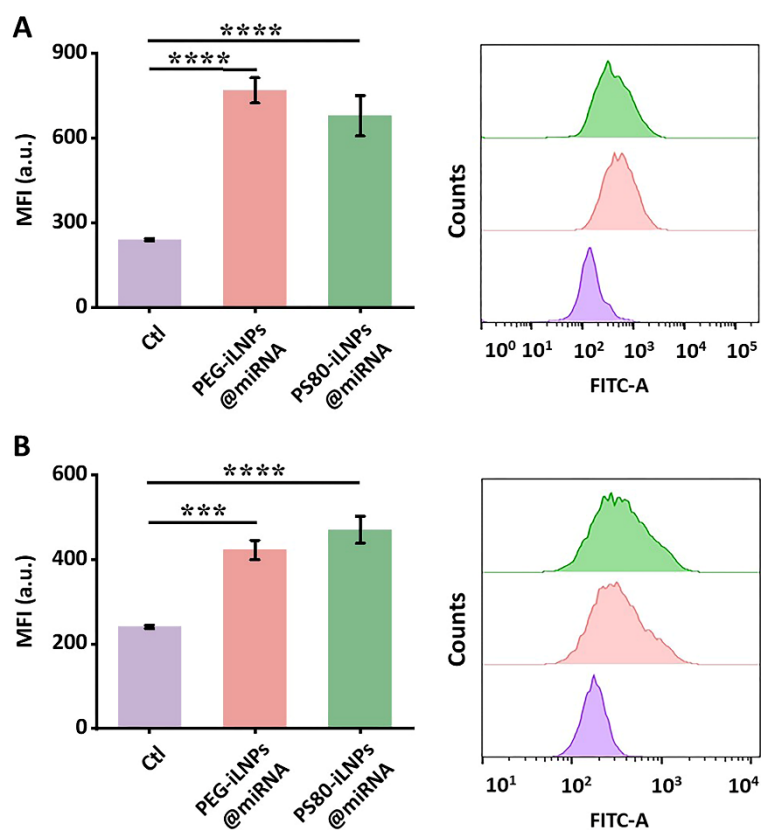 A
900
600
300
0
MFI (a.u.)
****
****
Ctl
PEG-iLNPs
@miRNA
PS80-iLNPs
@miRNA
Counts
10⁰ 10¹ 10² 10³ 10⁴ 10⁵
FITC-A
B
600
400
200
0
MFI (a.u.)
****
***
Ctl
PEG-iLNPs
@miRNA
PS80-iLNPs
@miRNA
Counts
10¹ 10² 10³ 10⁴
FITC-A